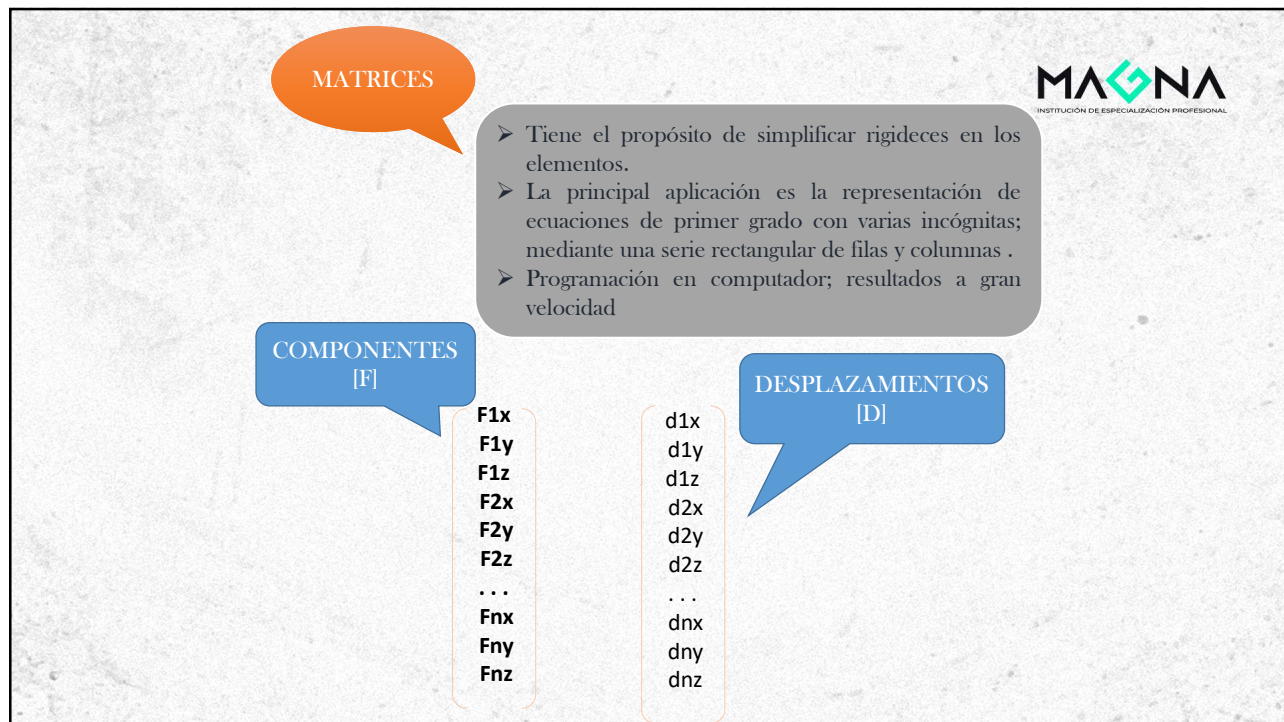 MATRICES
MAGNA
INSTITUCIÓN DE ESPECIALIZACIÓN PROFESIONAL
➢ Tiene el propósito de simplificar rigideces en los
elementos.
➢ La principal aplicación es la representación de
ecuaciones de primer grado con varias incógnitas;
mediante una serie rectangular de filas y columnas .
➢ Programación en computador; resultados a gran
velocidad
COMPONENTES
[F]
F1x
F1y
F1z
F2x
F2y
F2z
. . .
Fnx
Fny
Fnz
DESPLAZAMIENTOS
[D]
d1x
d1y
d1z
d2x
d2y
d2z
. . .
dnx
dny
dnz